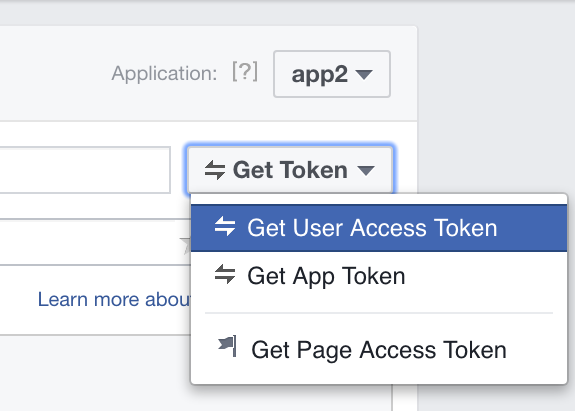 Application: [?] app2
Get Token
Get User Access Token
Get App Token
Learn more abou
Get Page Access Token